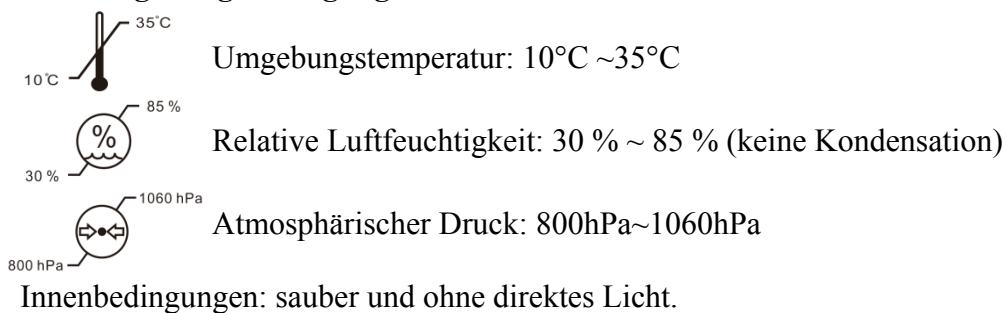 35°C
10°C
Umgebungstemperatur: 10°C ~35°C
85 %
%
30 %
Relative Luftfeuchtigkeit: 30 % ~ 85 % (keine Kondensation)
1060 hPa
800 hPa
Atmosphärischer Druck: 800hPa~1060hPa
Innenbedingungen: sauber und ohne direktes Licht.